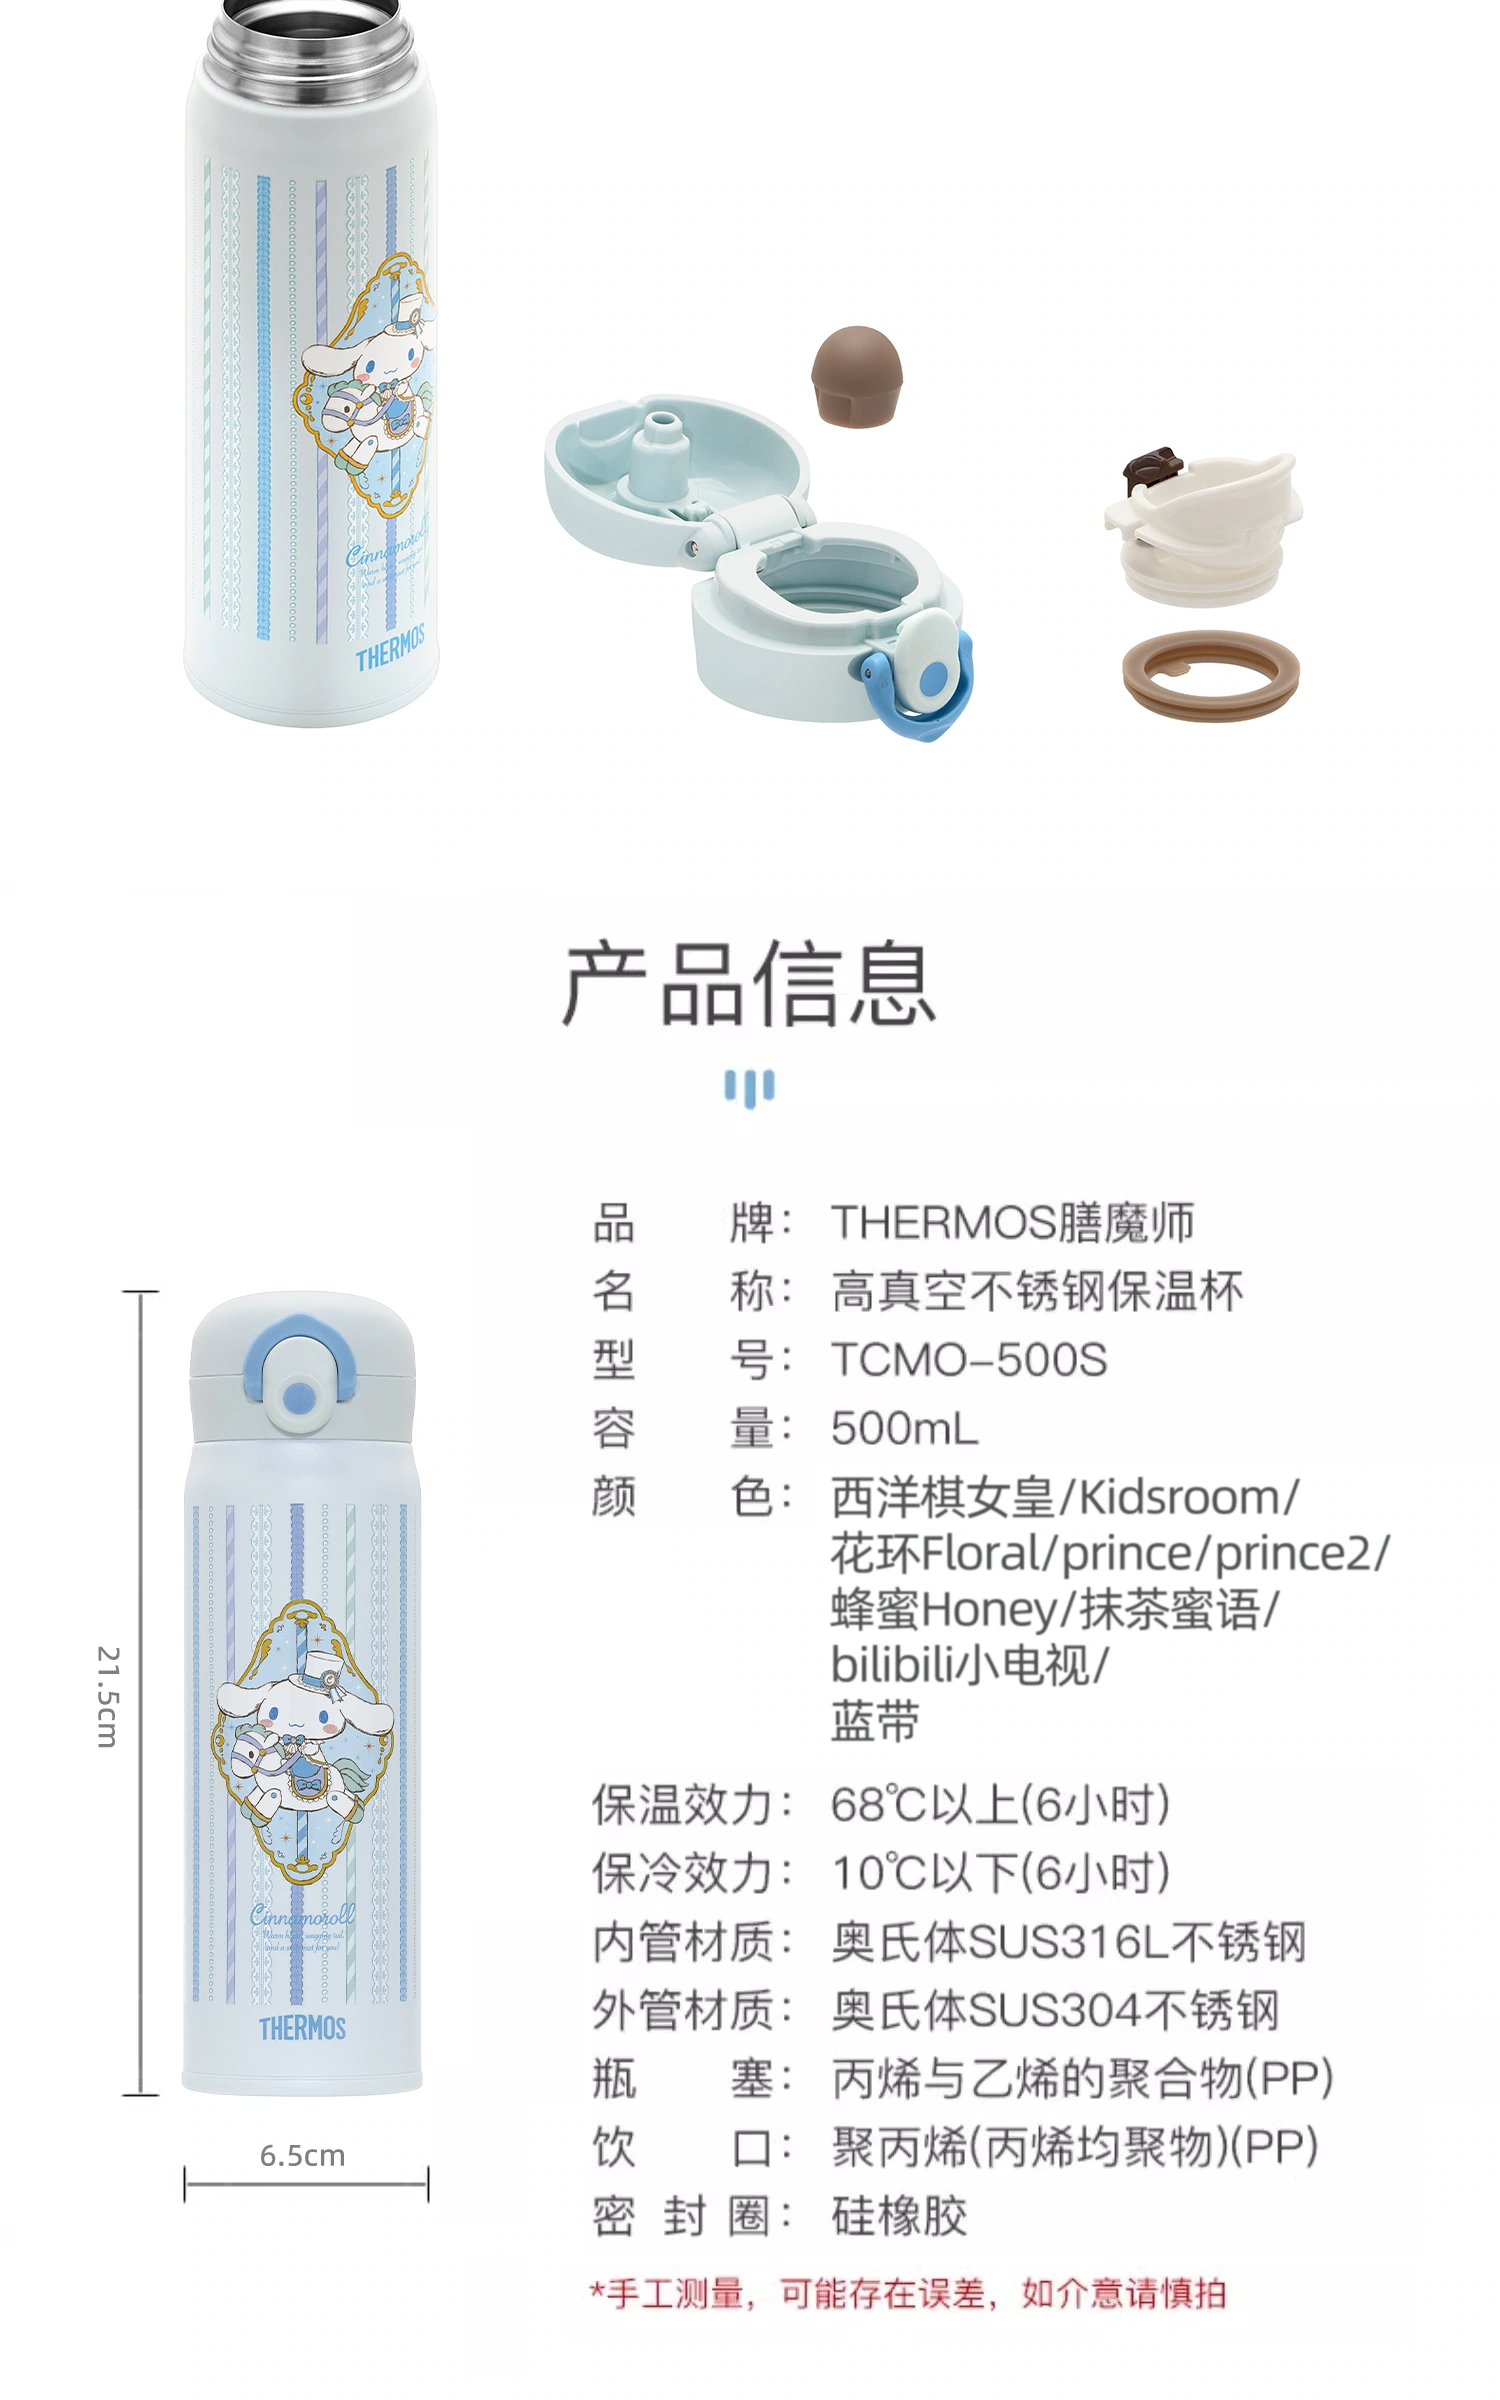 Cinnamoroll
THERMOS
产品信息
品牌：THERMOS膳魔师
名称：高真空不锈钢保温杯
型号：TCMO-500S
容量：500mL
颜色：西洋棋女皇/Kidsroom/
花环Floral/prince/prince2/
蜂蜜Honey/抹茶蜜语/
bilibili小电视/
蓝带
保温效力：68℃以上(6小时)
保冷效力：10℃以下(6小时)
内管材质：奥氏体SUS316L不锈钢
外管材质：奥氏体SUS304不锈钢
瓶塞：丙烯与乙烯的聚合物(PP)
饮口：聚丙烯(丙烯均聚物)(PP)
密封圈：硅橡胶
*手工测量，可能存在误差，如介意请慎拍
21.5cm
Cinnamoroll
THERMOS
6.5cm